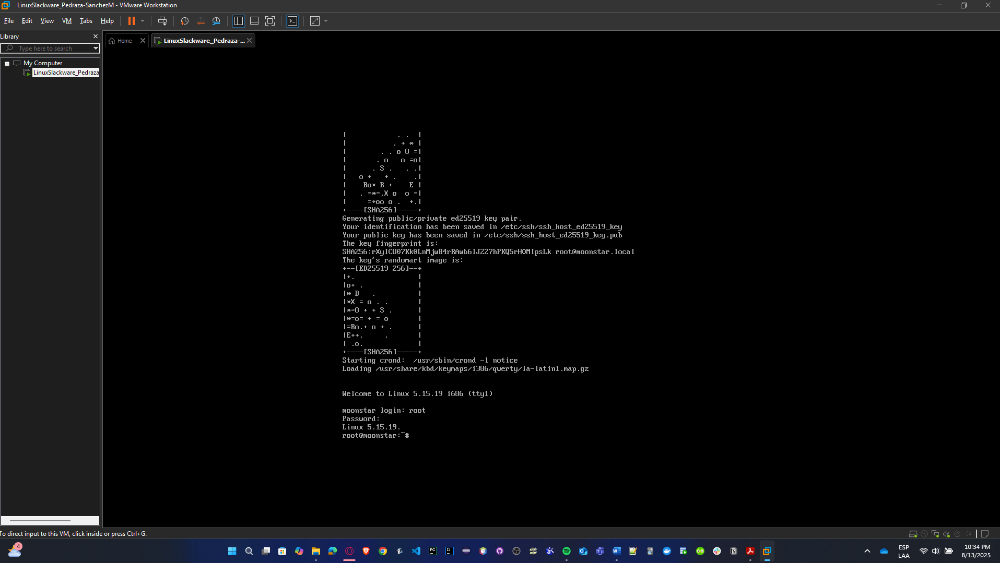 LinuxSlackware_Pedraza-SanchezM - VMware Workstation
File Edit View VM Tabs Help
Library
Home
LinuxSlackware_Pedraza-...
Type here to search
My Computer
LinuxSlackware_Pedraza
|             . .  |
|            . + * |
|         . . o O =|
|        . o   o =o|
|       . S .   . .|
|    o +   + .    .|
|     Bo* B +    E |
|    . =*=.X o  o =|
|      =+oo o .  +.|
+----[SHA256]-----+
Generating public/private ed25519 key pair.
Your identification has been saved in /etc/ssh/ssh_host_ed25519_key
Your public key has been saved in /etc/ssh/ssh_host_ed25519_key.pub
The key fingerprint is:
SHA256:rXyICU07Kk0LnMjwB4rRAwb6IJ227hPKQ5rH0MIpsLk root@moonstar.local
The key's randomart image is:
+--[ED25519 256]--+
|+.               |
|o+ .             |
|* B   .          |
|*X = o . .       |
|*=O + + S .      |
|*=o= + = o       |
|=Bo.+ o + .      |
|E++.     .       |
| .o.             |
+----[SHA256]-----+
Starting crond:  /usr/sbin/crond -l notice
Loading /usr/share/kbd/keymaps/i386/qwerty/la-latin1.map.gz
Welcome to Linux 5.15.19 i686 (tty1)
moonstar login: root
Password:
Linux 5.15.19.
root@moonstar:~#
To direct input to this VM, click inside or press Ctrl+G.
4
ESP
LAA
10:34 PM
8/13/2025